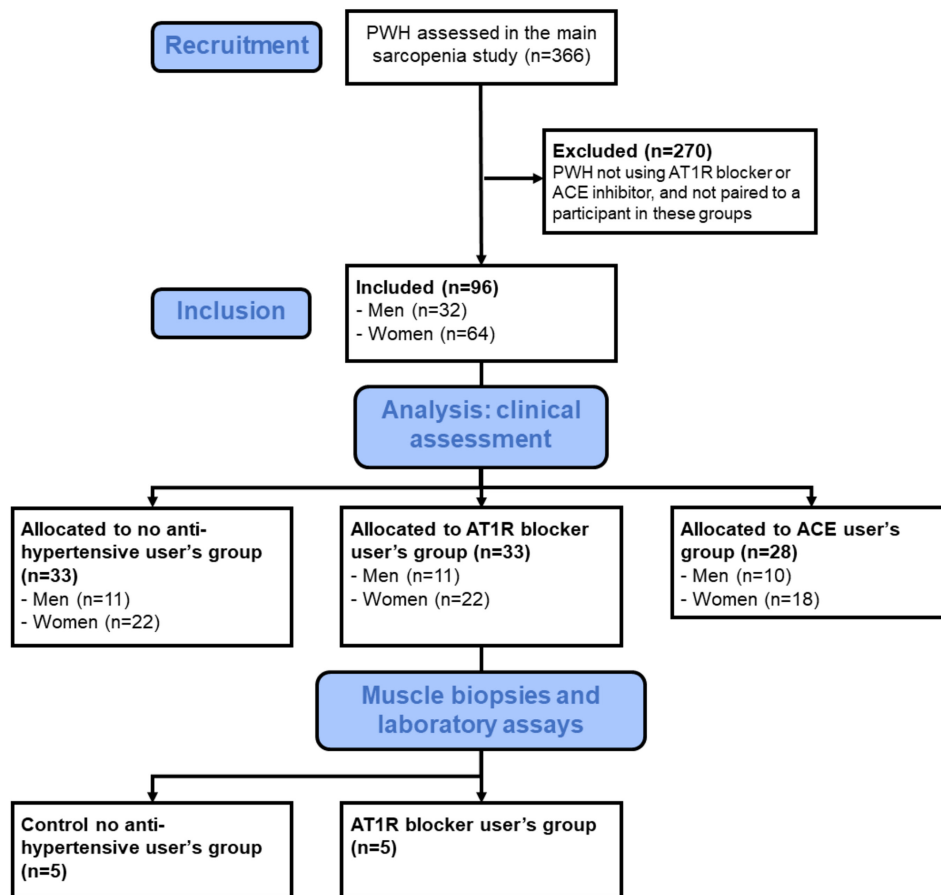 Recruitment
PWH assessed in the main
sarcopenia study (n=366)
Excluded (n=270)
PWH not using AT1R blocker or
ACE inhibitor, and not paired to a
participant in these groups
Inclusion
Included (n=96)
- Men (n=32)
- Women (n=64)
Analysis: clinical
assessment
Allocated to no anti-
hypertensive user's group
(n=33)
- Men (n=11)
- Women (n=22)
Allocated to AT1R blocker
user's group (n=33)
- Men (n=11)
- Women (n=22)
Allocated to ACE user's
group (n=28)
- Men (n=10)
- Women (n=18)
Muscle biopsies and
laboratory assays
Control no anti-
hypertensive user's group
(n=5)
AT1R blocker user's group
(n=5)